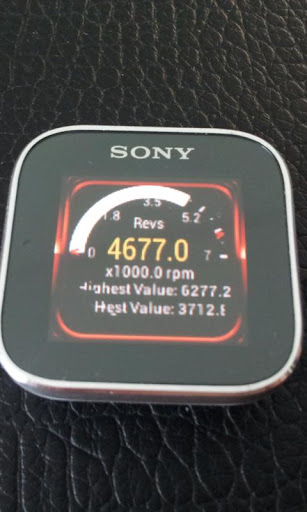 SONY
3.5
1.8 Revs 5.2
0 4677.0 7
x1000.0 rpm
Highest Value: 6277.2
Value: 3712.8